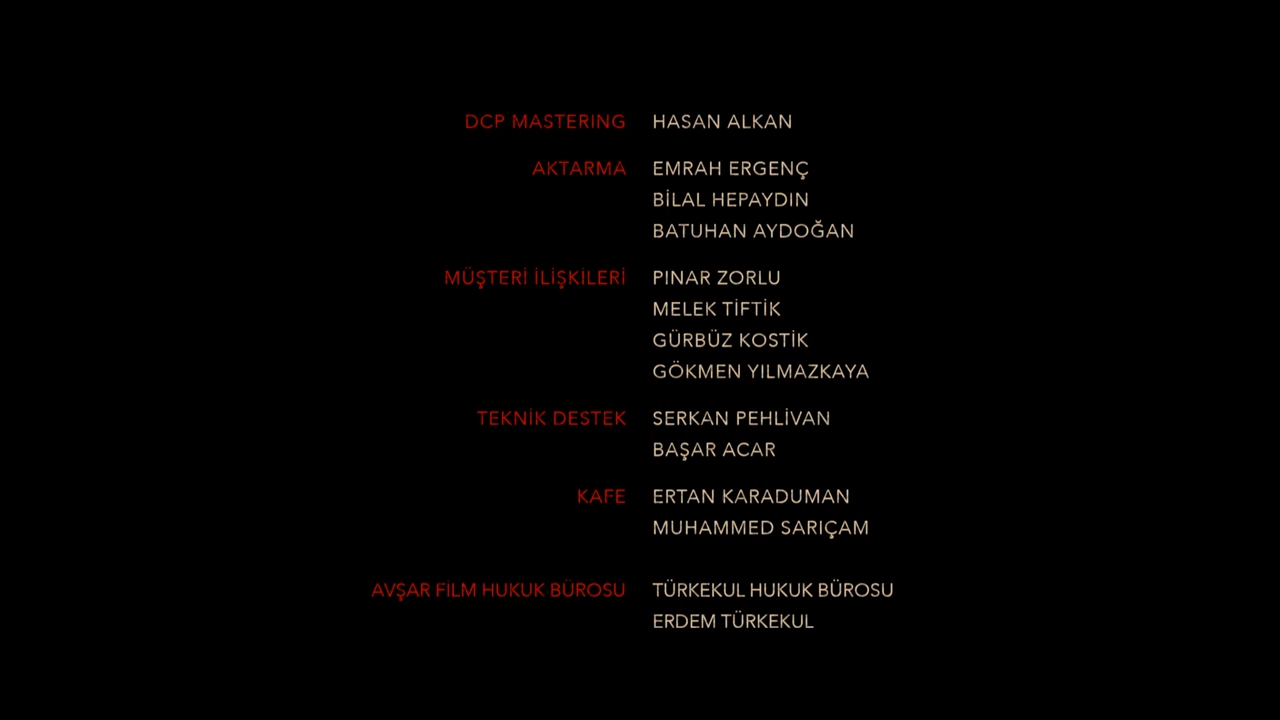 DCP MASTERING HASAN ALKAN
AKTARMA EMRAH ERGENÇ
BİLAL HEPAYDIN
BATUHAN AYDOĞAN
MÜŞTERİ İLİŞKİLERİ PINAR ZORLU
MELEK TİFTİK
GÜRBÜZ KOSTİK
GÖKMEN YILMAZKAYA
TEKNİK DESTEK SERKAN PEHLİVAN
BAŞAR ACAR
KAFE ERTAN KARADUMAN
MUHAMMED SARIÇAM
AVŞAR FİLM HUKUK BÜROSU TÜRKEKUL HUKUK BÜROSU
ERDEM TÜRKEKUL